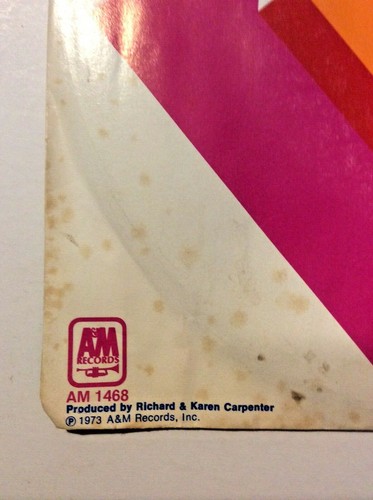 A&M
RECORDS
AM 1468
Produced by Richard & Karen Carpenter
℗ 1973 A&M Records, Inc.